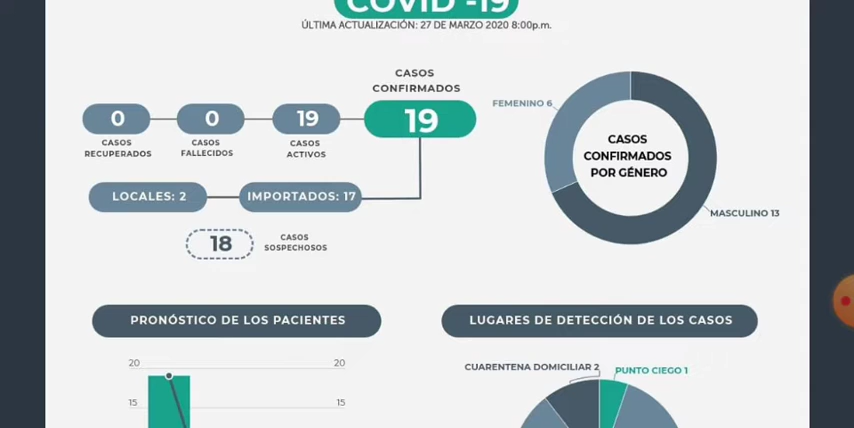 COVID -19
ÚLTIMA ACTUALIZACIÓN: 27 DE MARZO 2020 8:00p.m.
CASOS
CONFIRMADOS
19
0
CASOS
RECUPERADOS
0
CASOS
FALLECIDOS
19
CASOS
ACTIVOS
LOCALES: 2
IMPORTADOS: 17
18
CASOS
SOSPECHOSOS
FEMENINO 6
CASOS
CONFIRMADOS
POR GÉNERO
MASCULINO 13
PRONÓSTICO DE LOS PACIENTES
20
20
15
15
LUGARES DE DETECCIÓN DE LOS CASOS
CUARENTENA DOMICILIAR 2
PUNTO CIEGO 1